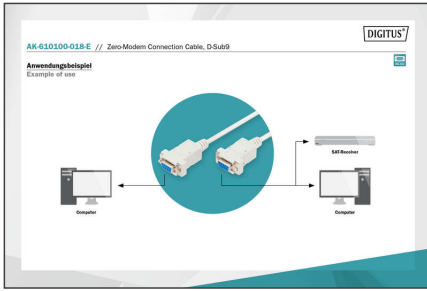 DIGITUS®
AK-610100-018-E // Zero-Modem Connection Cable, D-Sub9
Anwendungsbeispiel
Example of use
SAT-Receiver
Computer
Computer